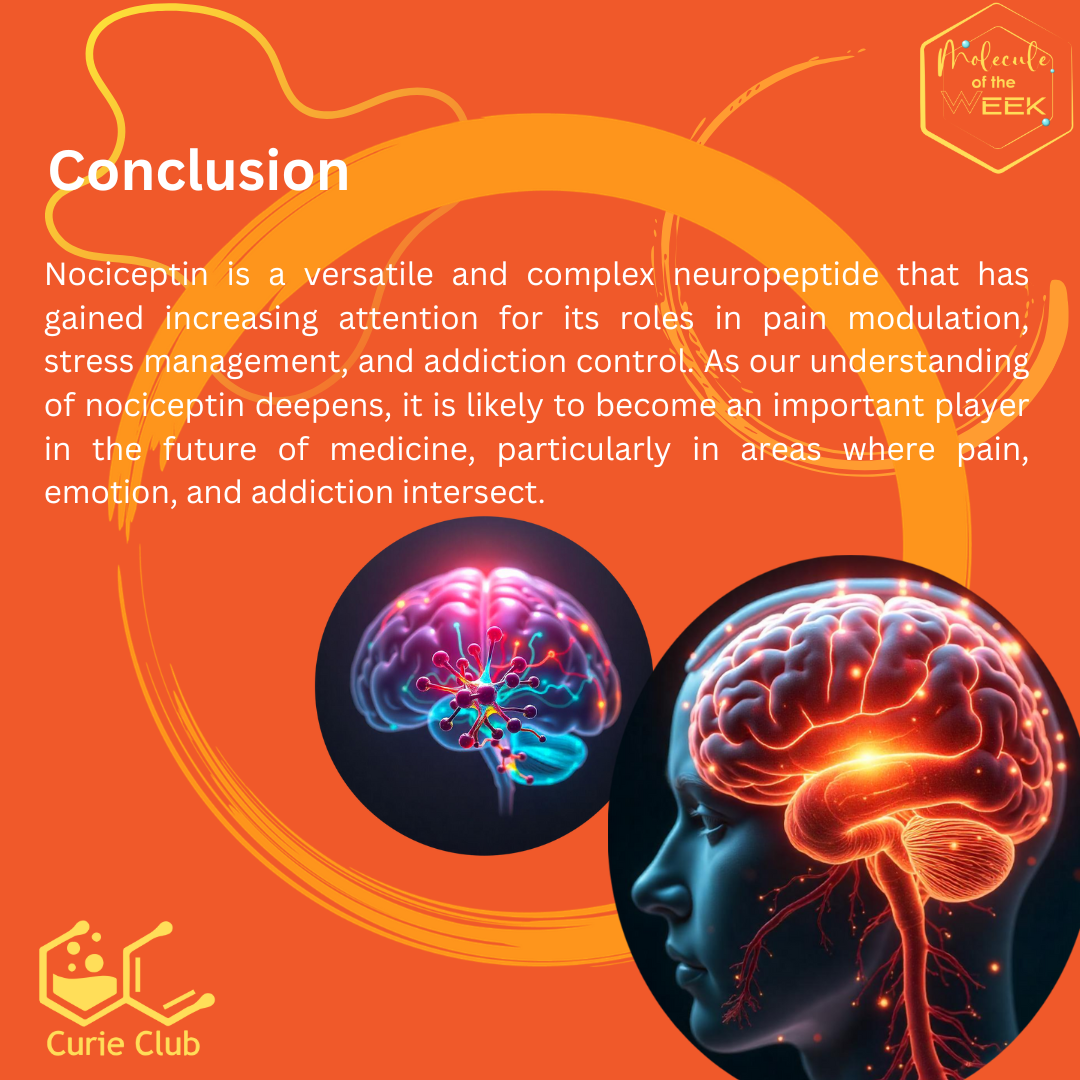 Molecule
of the
WEEK
Conclusion
Nociceptin is a versatile and complex neuropeptide that has
gained increasing attention for its roles in pain modulation,
stress management, and addiction control. As our understanding
of nociceptin deepens, it is likely to become an important player
in the future of medicine, particularly in areas where pain,
emotion, and addiction intersect.
Curie Club